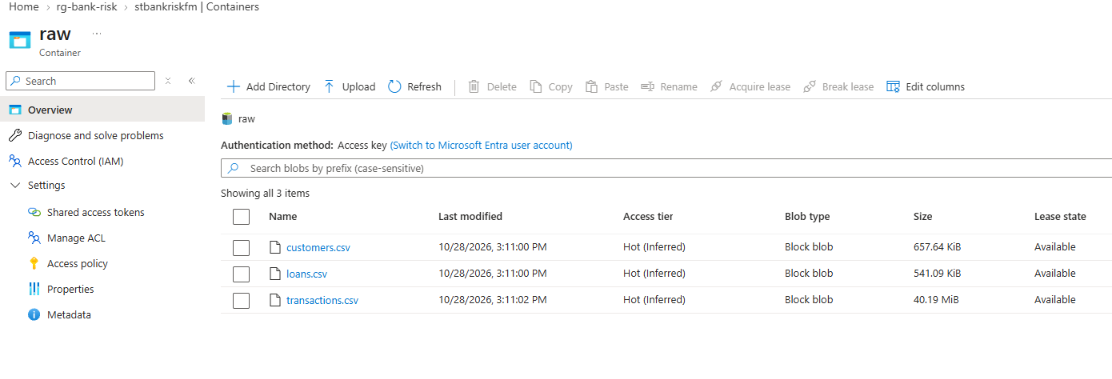 Home > rg-bank-risk > stbankriskfm | Containers
raw ...
Container
Search
Overview
Diagnose and solve problems
Access Control (IAM)
Settings
Shared access tokens
Manage ACL
Access policy
Properties
Metadata
Add Directory Upload Refresh Delete Copy Paste Rename Acquire lease Break lease Edit columns
raw
Authentication method: Access key (Switch to Microsoft Entra user account)
Search blobs by prefix (case-sensitive)
Showing all 3 items
Name Last modified Access tier Blob type Size Lease state
customers.csv 10/28/2026, 3:11:00 PM Hot (Inferred) Block blob 657.64 KiB Available
loans.csv 10/28/2026, 3:11:00 PM Hot (Inferred) Block blob 541.09 KiB Available
transactions.csv 10/28/2026, 3:11:02 PM Hot (Inferred) Block blob 40.19 MiB Available